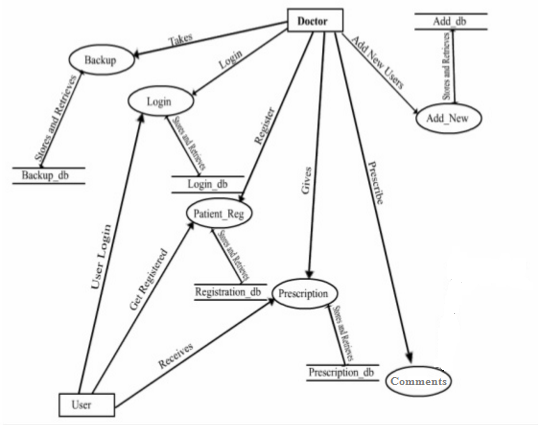 Doctor
Add_db
Takes
Login
Add New Users
Stores and Retrieves
Backup
Stores and Retrieves
Login
Add_New
Stores and Retrieves
Register
Backup_db
Login_db
Gives
Prescribe
Patient_Reg
User Login
Get Registered
Stores and Retrieves
Registration_db
Prescription
Stores and Retrieves
Receives
Prescription_db
Comments
User